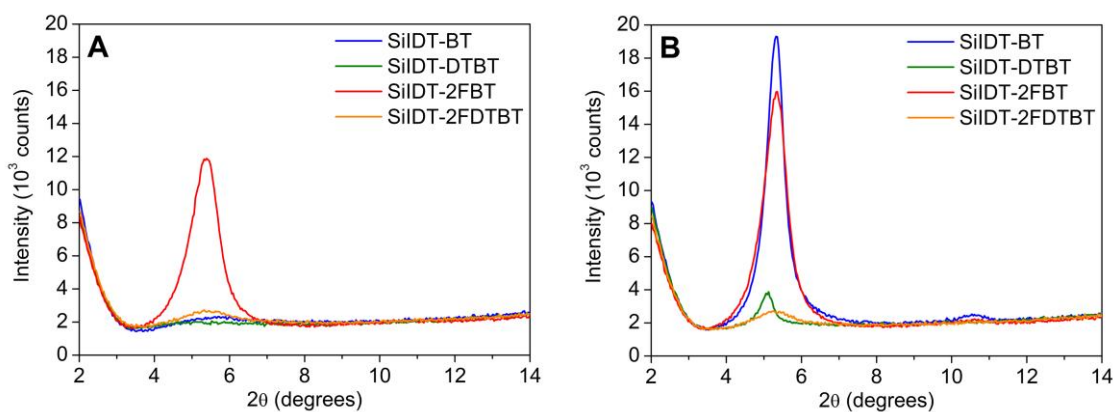 A
SiIDT-BT
SiIDT-DTBT
SiIDT-2FBT
SiIDT-2FDTBT
Intensity (10³ counts)
20
18
16
14
12
10
8
6
4
2
0
2 4 6 8 10 12 14
2θ (degrees)
B
SiIDT-BT
SiIDT-DTBT
SiIDT-2FBT
SiIDT-2FDTBT
Intensity (10³ counts)
20
18
16
14
12
10
8
6
4
2
0
2 4 6 8 10 12 14
2θ (degrees)